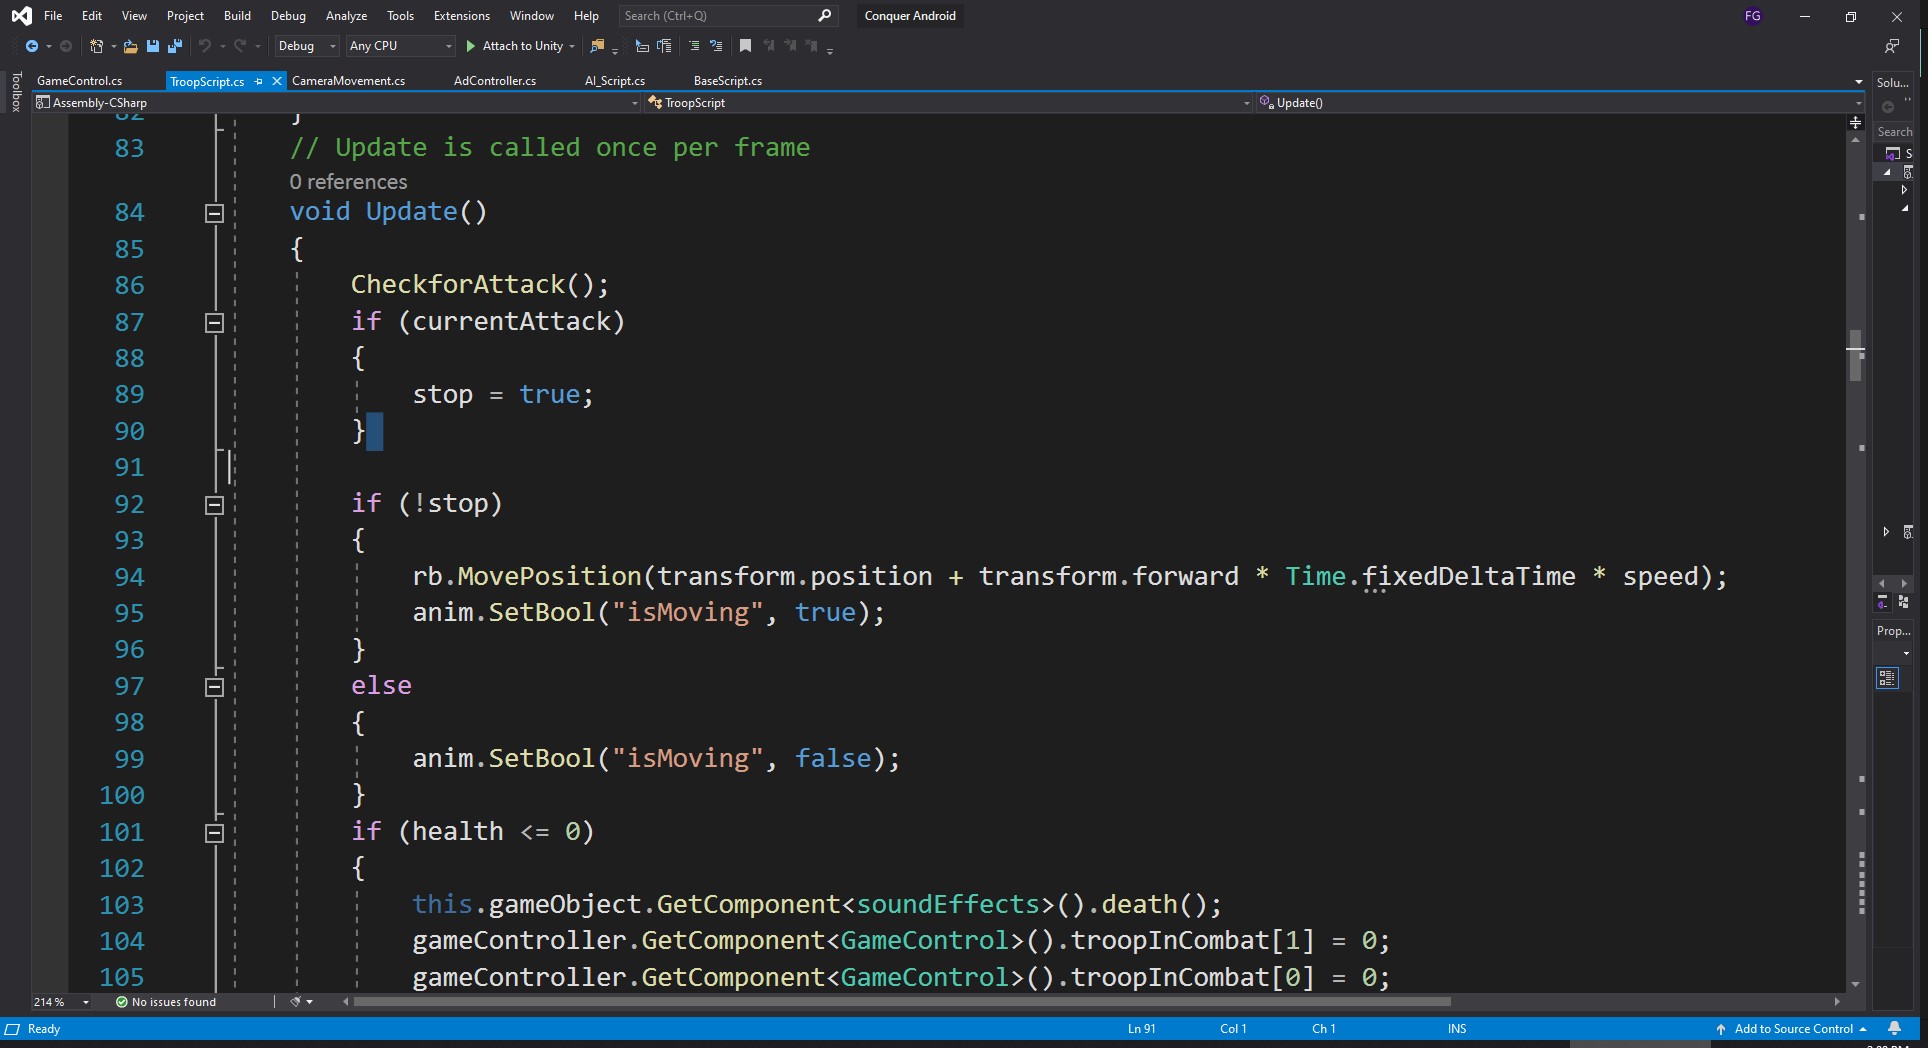 File Edit View Project Build Debug Analyze Tools Extensions Window Help Search (Ctrl+Q) Conquer Android FG
Debug Any CPU Attach to Unity
GameControl.cs TroopScript.cs CameraMovement.cs AdController.cs AI_Script.cs BaseScript.cs Solu...
Toolbox
Assembly-CSharp TroopScript Update()
Search
S
82 }
83 // Update is called once per frame
0 references
84 void Update()
85 {
86 CheckforAttack();
87 if (currentAttack)
88 {
89 stop = true;
90 }
91
92 if (!stop)
93 {
94 rb.MovePosition(transform.position + transform.forward * Time.fixedDeltaTime * speed);
95 anim.SetBool("isMoving", true);
96 }
Prop...
97 else
98 {
99 anim.SetBool("isMoving", false);
100 }
101 if (health <= 0)
102 {
103 this.gameObject.GetComponent<soundEffects>().death();
104 gameController.GetComponent<GameControl>().troopInCombat[1] = 0;
105 gameController.GetComponent<GameControl>().troopInCombat[0] = 0;
214 % No issues found
Ready Ln 91 Col 1 Ch 1 INS Add to Source Control